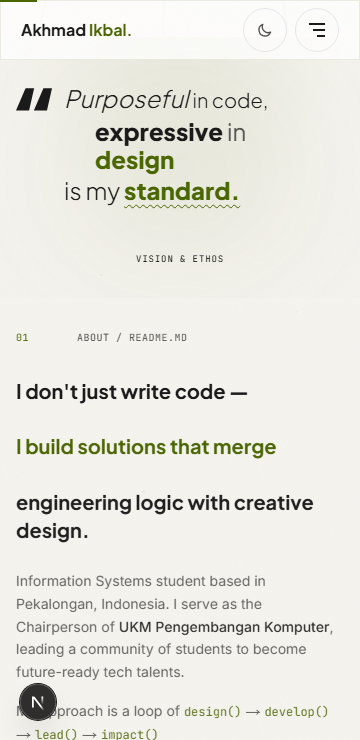 Akhmad Ikbal.
Purposeful in code,
expressive in
design
is my standard.
VISION & ETHOS
01 ABOUT / README.MD
I don't just write code —
I build solutions that merge
engineering logic with creative
design.
Information Systems student based in
Pekalongan, Indonesia. I serve as the
Chairperson of UKM Pengembangan Komputer,
leading a community of students to become
future-ready tech talents.
approach is a loop of design() → develop()
→ lead() → impact()
N